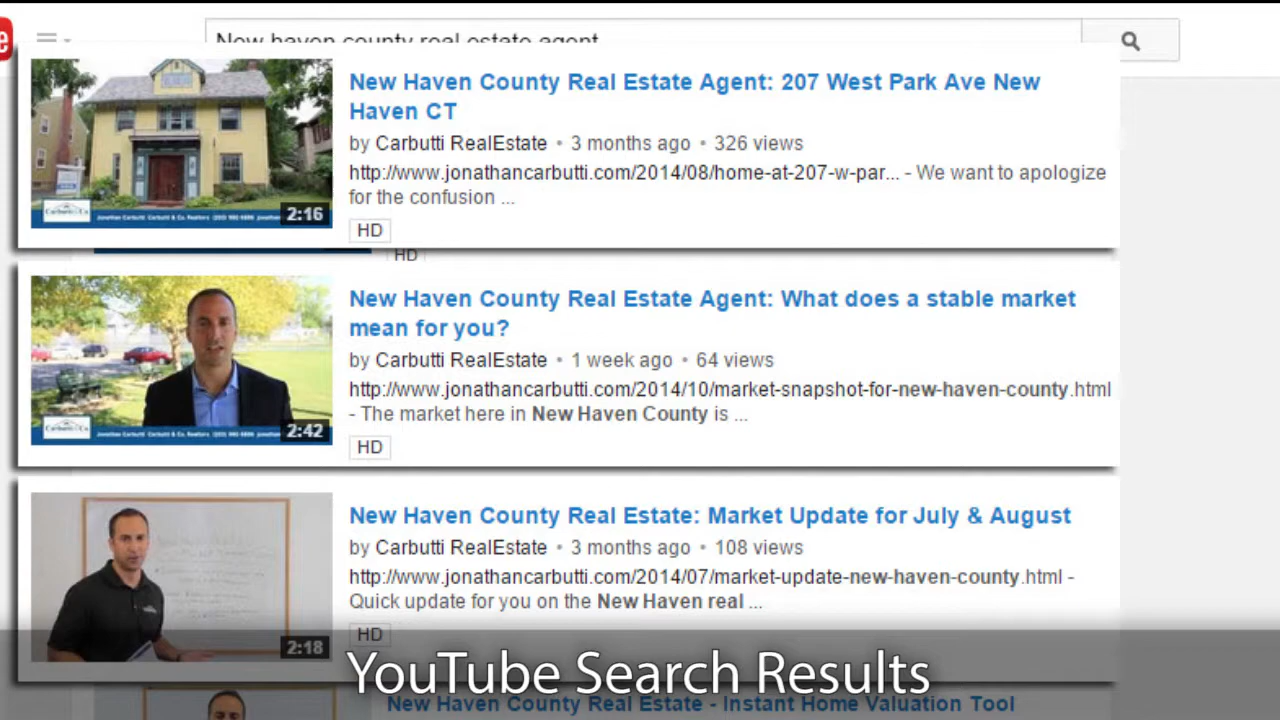 e
New haven county real estate agent
New Haven County Real Estate Agent: 207 West Park Ave New
Haven CT
by Carbutti RealEstate • 3 months ago • 326 views
http://www.jonathancarbutti.com/2014/08/home-at-207-w-par... - We want to apologize
for the confusion ...
2:16
HD
HD
New Haven County Real Estate Agent: What does a stable market
mean for you?
by Carbutti RealEstate • 1 week ago • 64 views
http://www.jonathancarbutti.com/2014/10/market-snapshot-for-new-haven-county.html
- The market here in New Haven County is ...
2:42
HD
New Haven County Real Estate: Market Update for July & August
by Carbutti RealEstate • 3 months ago • 108 views
http://www.jonathancarbutti.com/2014/07/market-update-new-haven-county.html -
Quick update for you on the New Haven real ...
2:18
HD
YouTube Search Results
New Haven County Real Estate - Instant Home Valuation Tool